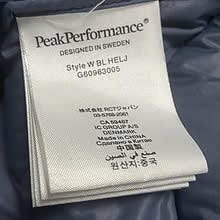 PeakPerformance®
DESIGNED IN SWEDEN
Style W BL HELJ
G60963005
株式会社 RCTジャパン
03-5768-2061
CA 59467
IC GROUP A/S
DENMARK
Made in China
Сделано в Китае
中国製
صنع في الصين
원산지:중국